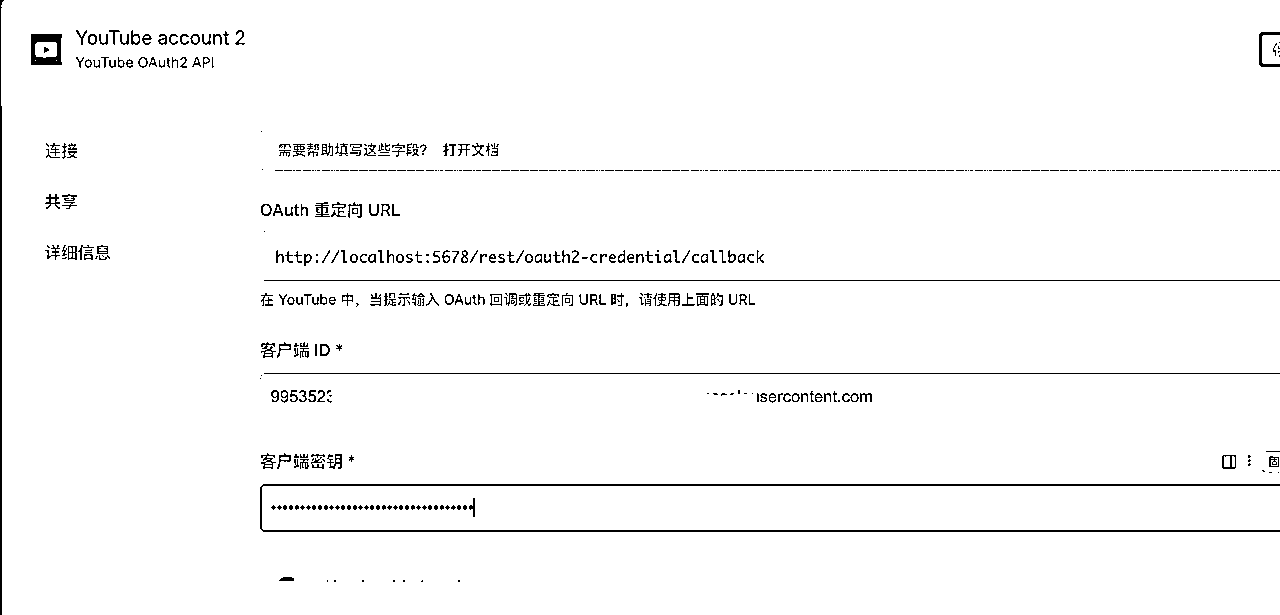 YouTube account 2
YouTube OAuth2 API
连接
共享
详细信息
需要帮助填写这些字段? 打开文档
OAuth 重定向 URL
http://localhost:5678/rest/oauth2-credential/callback
在 YouTube 中，当提示输入 OAuth 回调或重定向 URL 时，请使用上面的 URL
客户端 ID *
995352
usercontent.com
客户端密钥 *
••••••••••••••••••••••••••••••••••